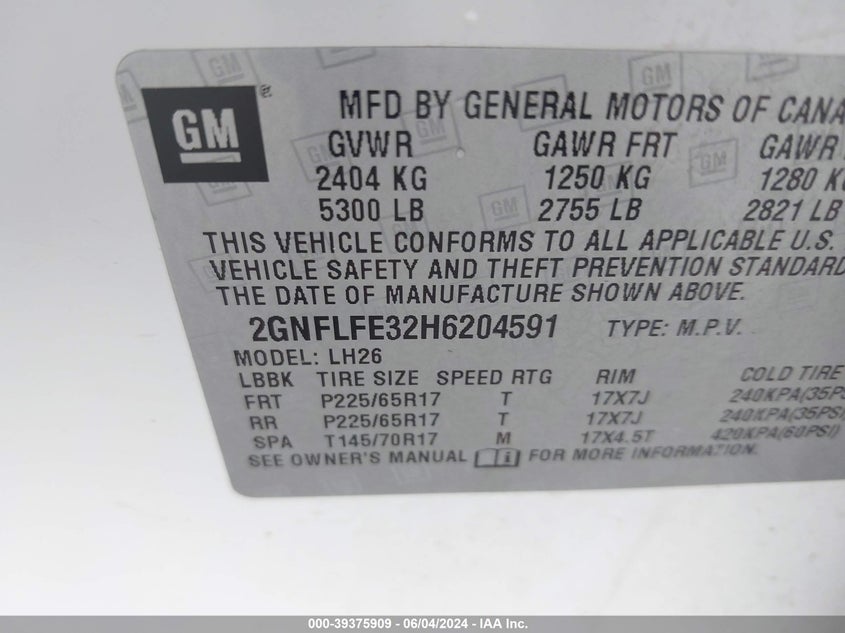 GM
®
MFD BY GENERAL MOTORS OF CANA
GVWR GAWR FRT GAWR
2404 KG 1250 KG 1280 K
5300 LB 2755 LB 2821 LB
THIS VEHICLE CONFORMS TO ALL APPLICABLE U.S.
VEHICLE SAFETY AND THEFT PREVENTION STANDARD
THE DATE OF MANUFACTURE SHOWN ABOVE.
2GNFLFE32H6204591 TYPE: M.P.V.
MODEL: LH26
LBBK TIRE SIZE SPEED RTG RIM COLD TIRE
FRT P225/65R17 T 17X7J 240KPA(35PS
RR P225/65R17 T 17X7J 240KPA(35PSI
SPA T145/70R17 M 17X4.5T 420KPA(60PSI)
SEE OWNER'S MANUAL i FOR MORE INFORMATION.
000-39375909 - 06/04/2024 - IAA Inc.